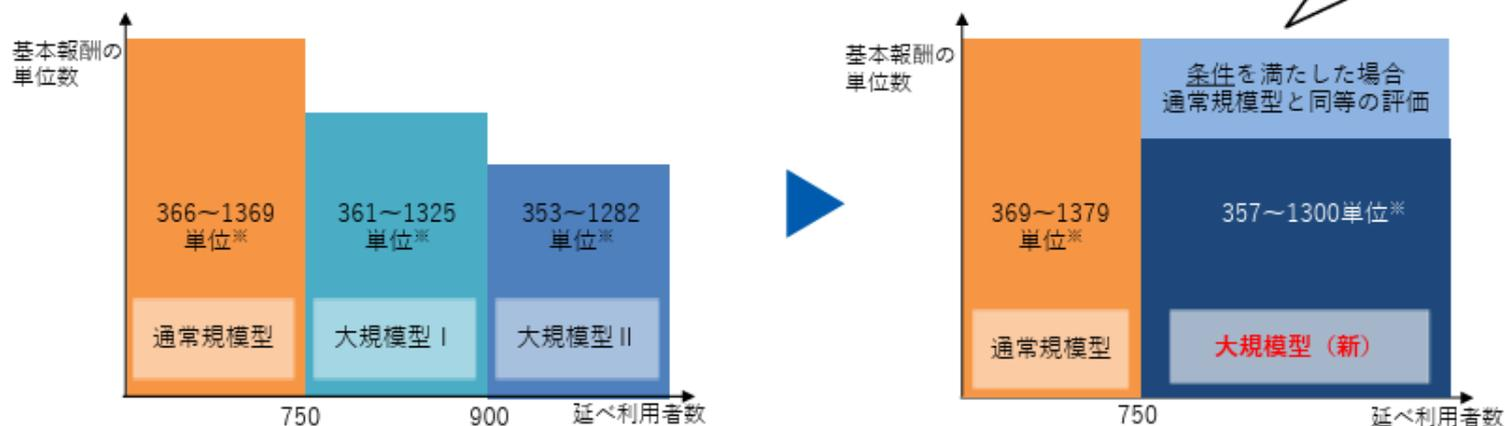 基本報酬の
単位数
366～1369
単位※
通常規模型
361～1325
単位※
大規模型Ⅰ
353～1282
単位※
大規模型Ⅱ
750
900
延べ利用者数
基本報酬の
単位数
369～1379
単位※
通常規模型
条件を満たした場合
通常規模型と同等の評価
357～1300単位※
大規模型（新）
750
延べ利用者数